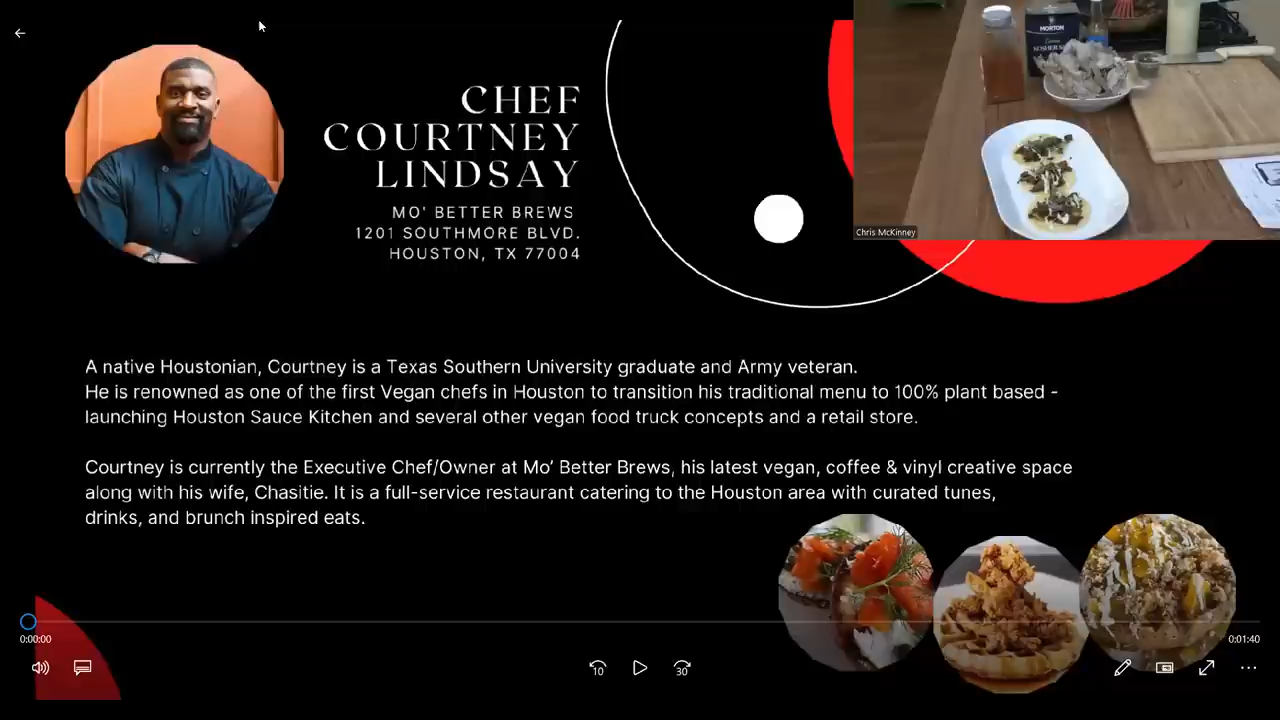 CHEF
COURTNEY
LINDSAY
MO' BETTER BREWS
1201 SOUTHMORE BLVD.
HOUSTON, TX 77004
MORTON
KOSHER
Chris McKinney
A native Houstonian, Courtney is a Texas Southern University graduate and Army veteran.
He is renowned as one of the first Vegan chefs in Houston to transition his traditional menu to 100% plant based -
launching Houston Sauce Kitchen and several other vegan food truck concepts and a retail store.
Courtney is currently the Executive Chef/Owner at Mo' Better Brews, his latest vegan, coffee & vinyl creative space
along with his wife, Chasitie. It is a full-service restaurant catering to the Houston area with curated tunes,
drinks, and brunch inspired eats.
0:00:00
0:01:40
10
30